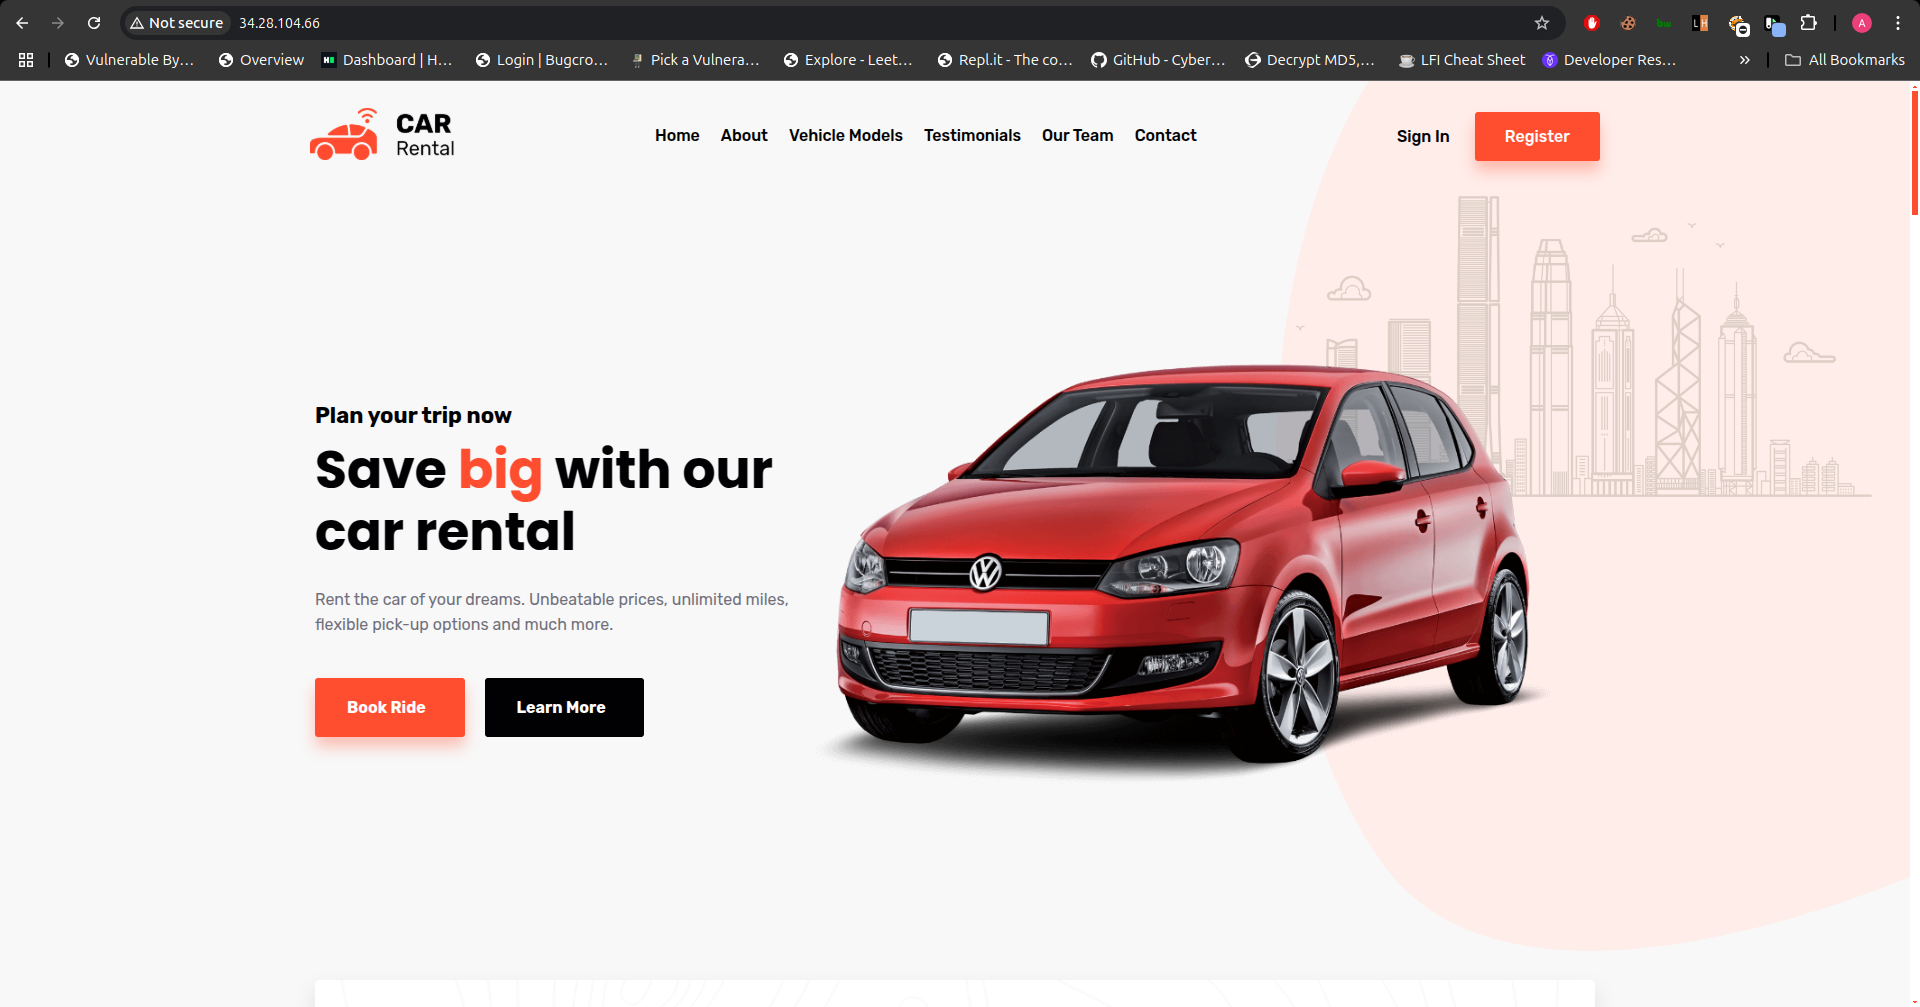 Not secure 34.28.104.66
Vulnerable By... Overview Dashboard | H... Login | Bugcro... Pick a Vulnera... Explore - Leet... Repl.it - The co... GitHub - Cyber... Decrypt MD5,... LFI Cheat Sheet Developer Res... » All Bookmarks
CAR
Rental
Home About Vehicle Models Testimonials Our Team Contact
Sign In Register
Plan your trip now
Save big with our
car rental
Rent the car of your dreams. Unbeatable prices, unlimited miles,
flexible pick-up options and much more.
Book Ride Learn More